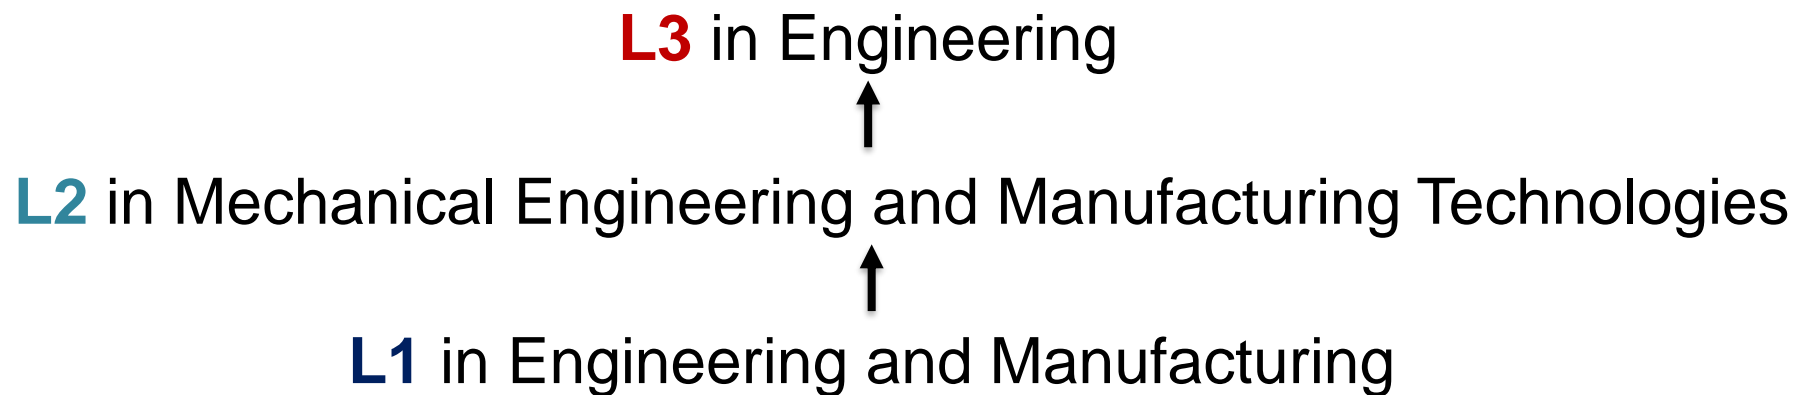 L3 in Engineering
L2 in Mechanical Engineering and Manufacturing Technologies
L1 in Engineering and Manufacturing